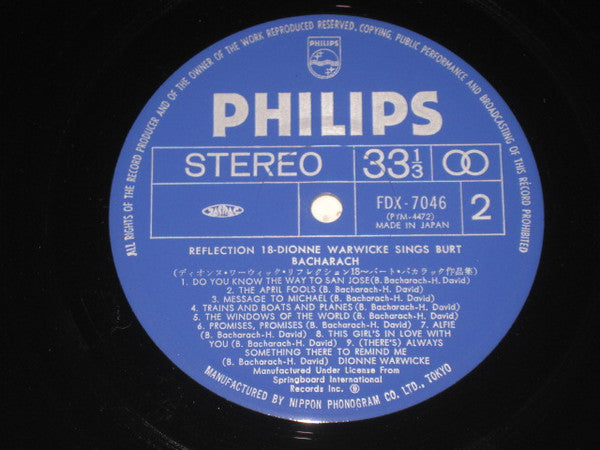 ALL RIGHTS OF THE RECORD PRODUCER AND OF THE OWNER OF THE WORK REPRODUCED RESERVED. COPYING, PUBLIC PERFORMANCE AND BROADCASTING OF THIS RECORD PROHIBITED
PHILIPS
PHILIPS
STEREO 33 1/3
FDX-7046
(PYM-4472)
MADE IN JAPAN
2
REFLECTION 18-DIONNE WARWICKE SINGS BURT
BACHARACH
(ディオンヌ・ワーウィック・リフレクション18〜バート・バカラック作品集)
1. DO YOU KNOW THE WAY TO SAN JOSE(B. Bacharach-H. David)
2. THE APRIL FOOLS (B. Bacharach-H. David)
3. MESSAGE TO MICHAEL (B. Bacharach-H. David)
4. TRAINS AND BOATS AND PLANES (B. Bacharach-H. David)
5. THE WINDOWS OF THE WORLD (B. Bacharach-H. David)
6. PROMISES, PROMISES (B. Bacharach-H. David) 7. ALFIE
(B. Bacharach-H. David) 8. THIS GIRL'S IN LOVE WITH
YOU (B. Bacharach-H. David) 9. (THERE'S) ALWAYS
SOMETHING THERE TO REMIND ME
(B. Bacharach-H. David) DIONNE WARWICKE
Manufactured Under License From
Springboard International
Records Inc. Ⓟ
MANUFACTURED BY NIPPON PHONOGRAM CO. LTD., TOKYO